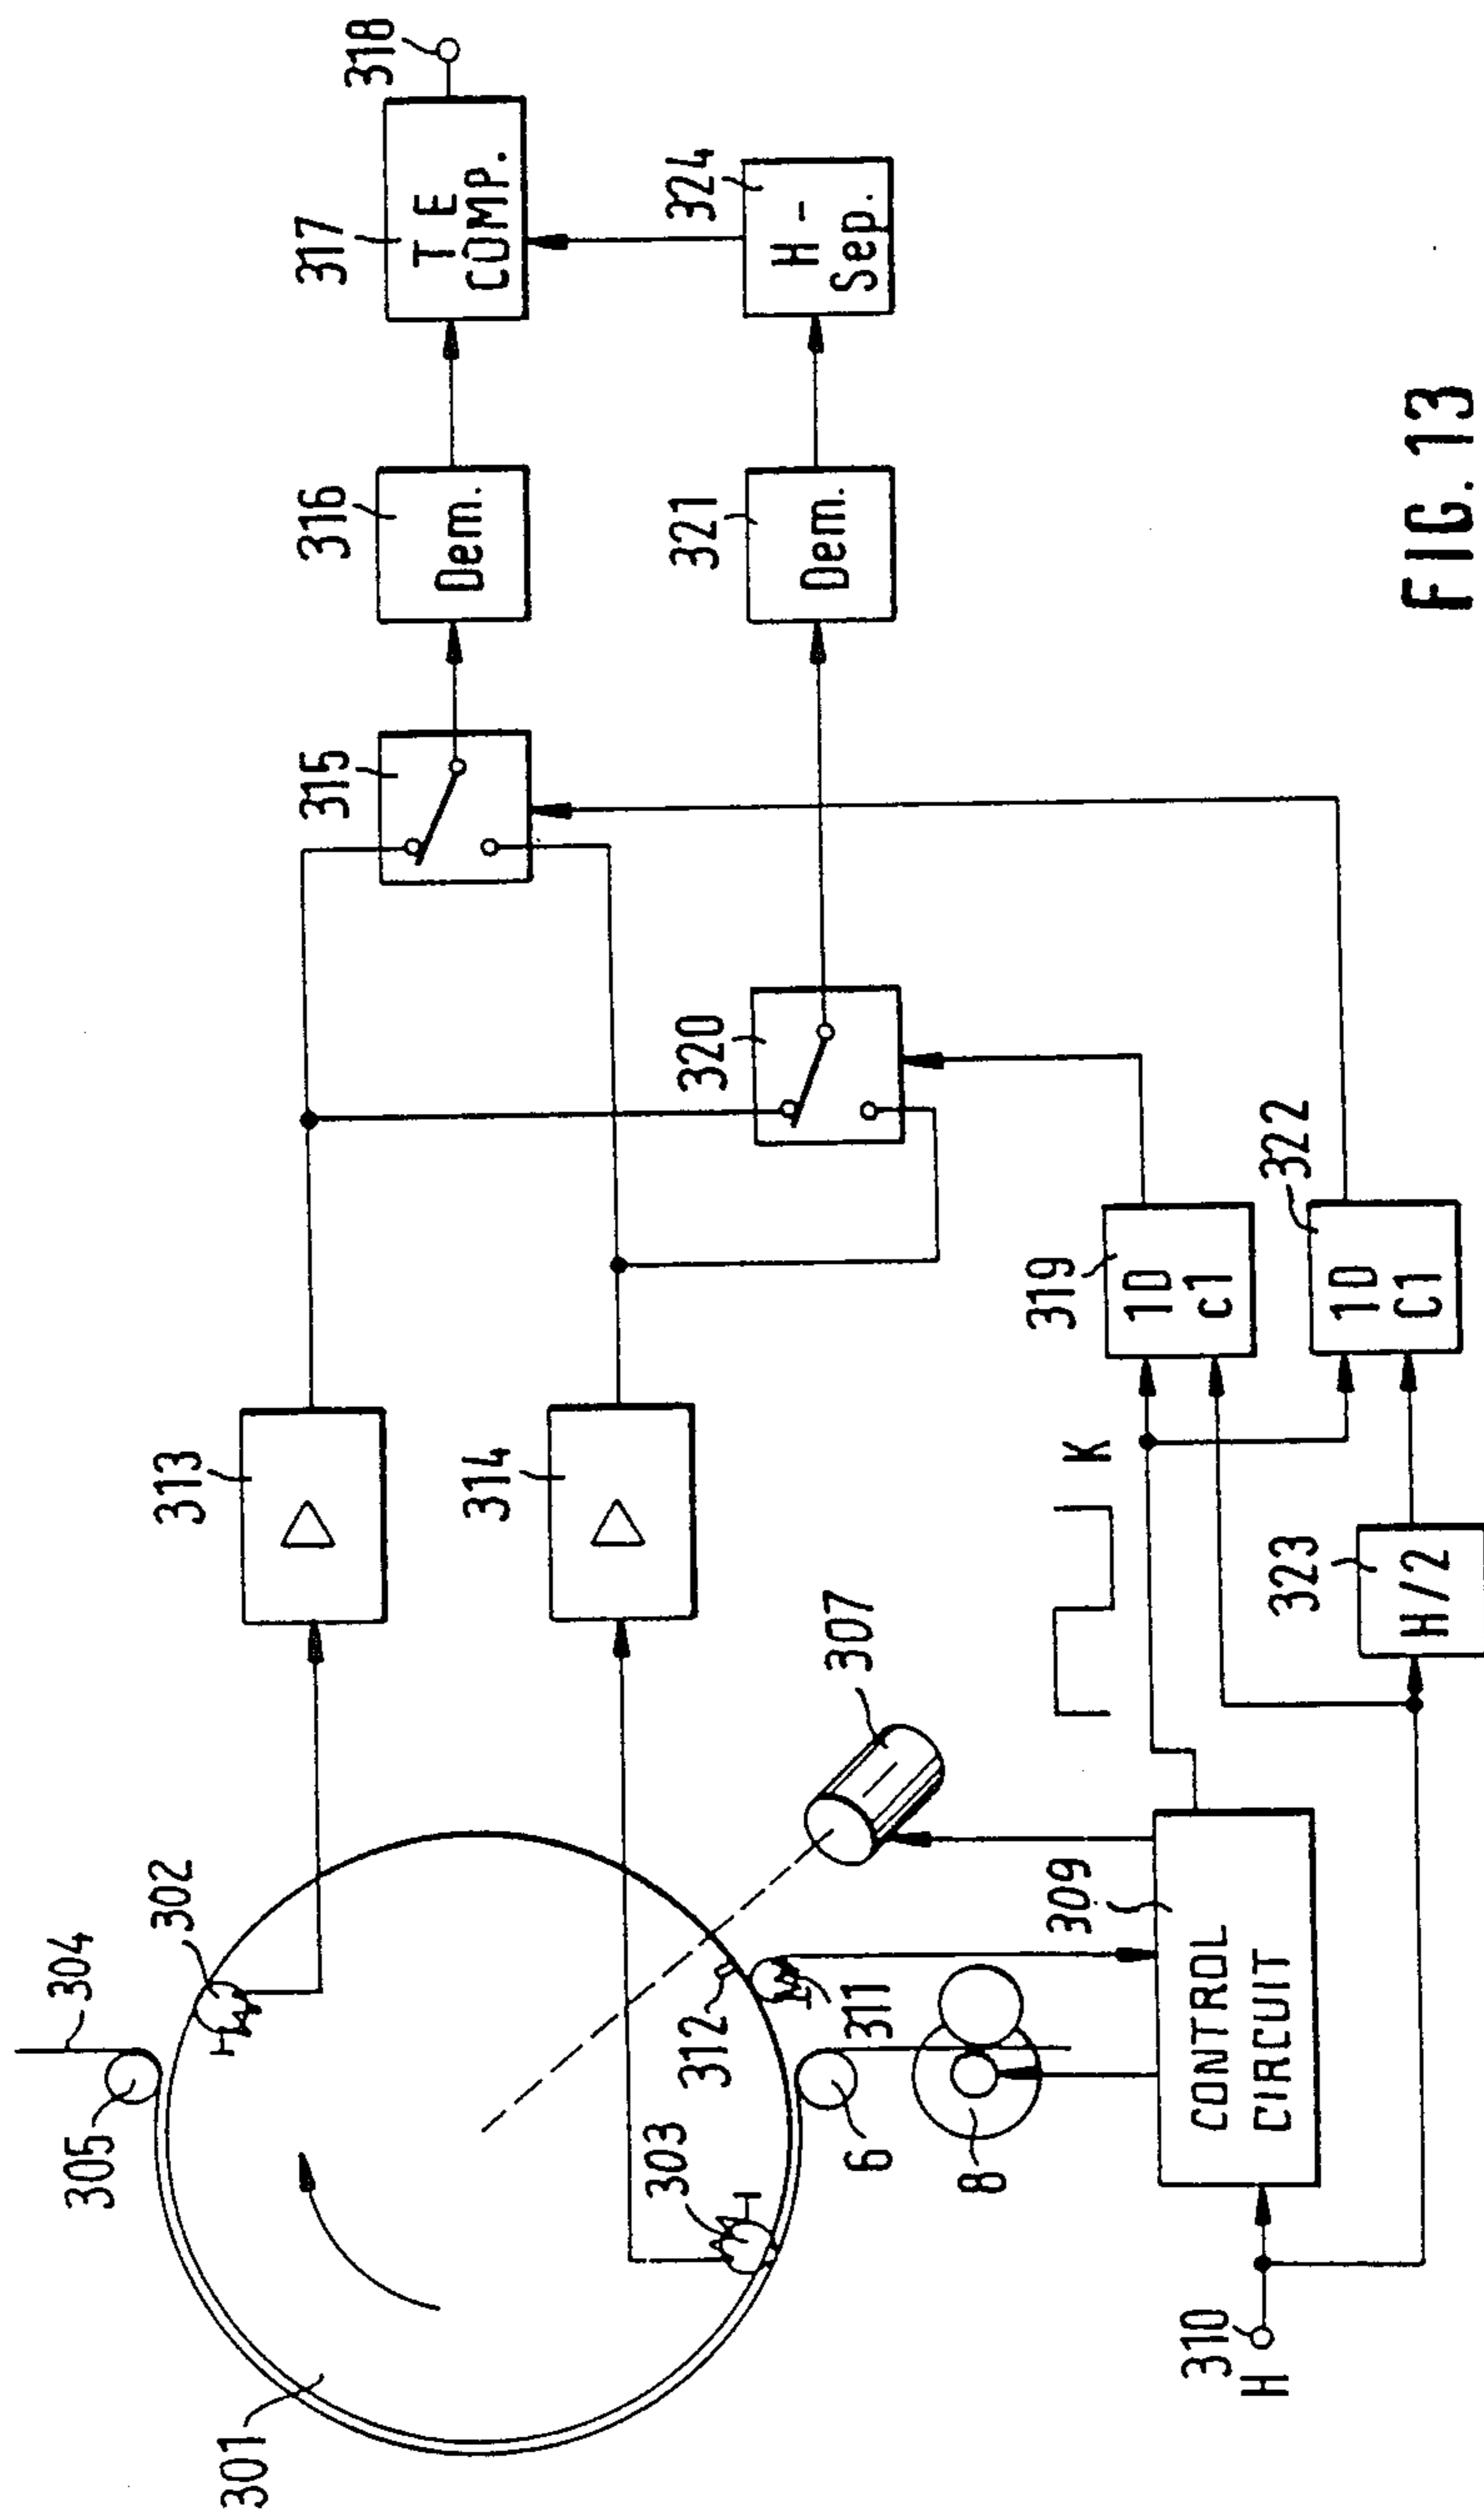 304
302
305
301
303
312
311
6
8
307
313
314
315
316
Dem.
317
TE
COMP.
318
320
321
Dem.
324
H-
Sep.
310
H
309
CONTROL
CIRCUIT
K
323
H/2
319
1D
c1
322
1D
C1
FIG. 13